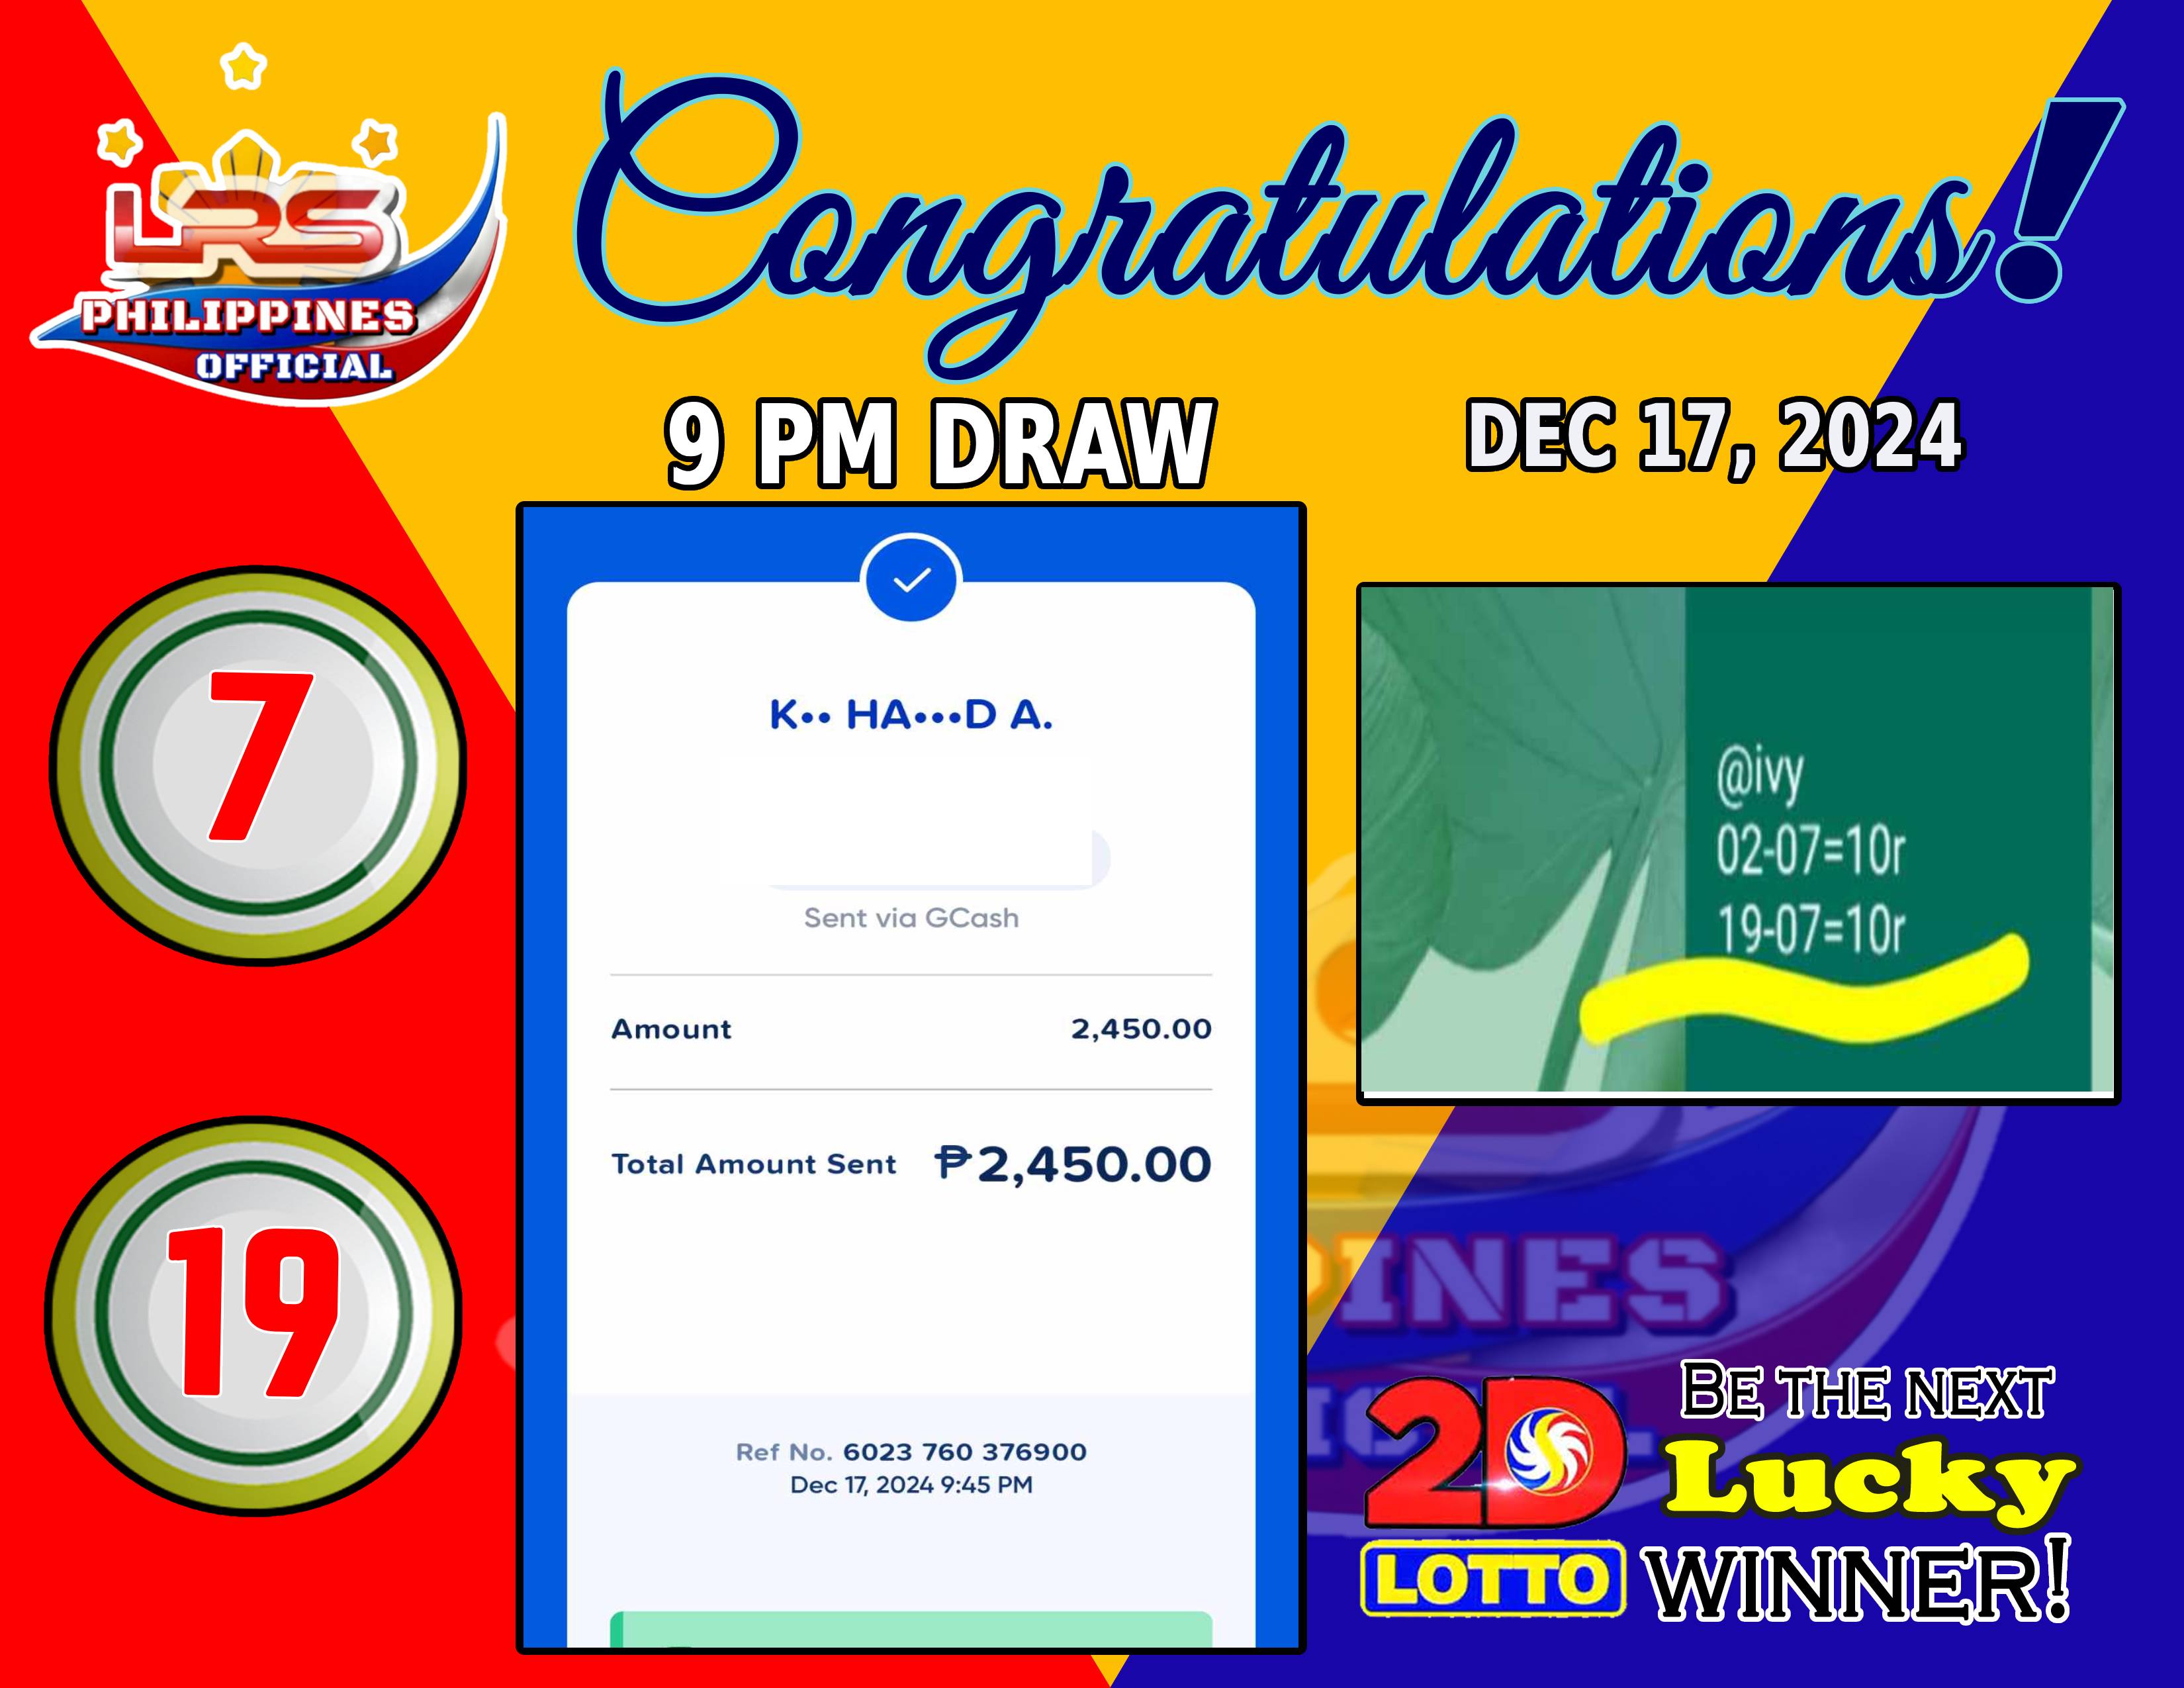 LRS
PHILIPPINES
OFFICIAL
Congratulations!
9 PM DRAW
DEC 17, 2024
7
19
K•• HA•••D A.
Sent via GCash
Amount 2,450.00
Total Amount Sent ₱2,450.00
Ref No. 6023 760 376900
Dec 17, 2024 9:45 PM
@ivy
02-07=10r
19-07=10r
PINES
2D
LOTTO
BE THE NEXT
Lucky
WINNER!